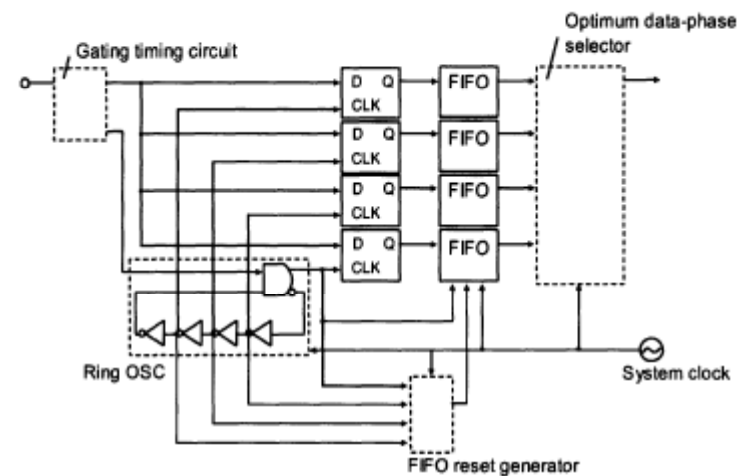 Gating timing circuit
Optimum data-phase
selector
D Q
CLK
FIFO
D Q
CLK
FIFO
D Q
CLK
FIFO
D Q
CLK
FIFO
Ring OSC
System clock
FIFO reset generator